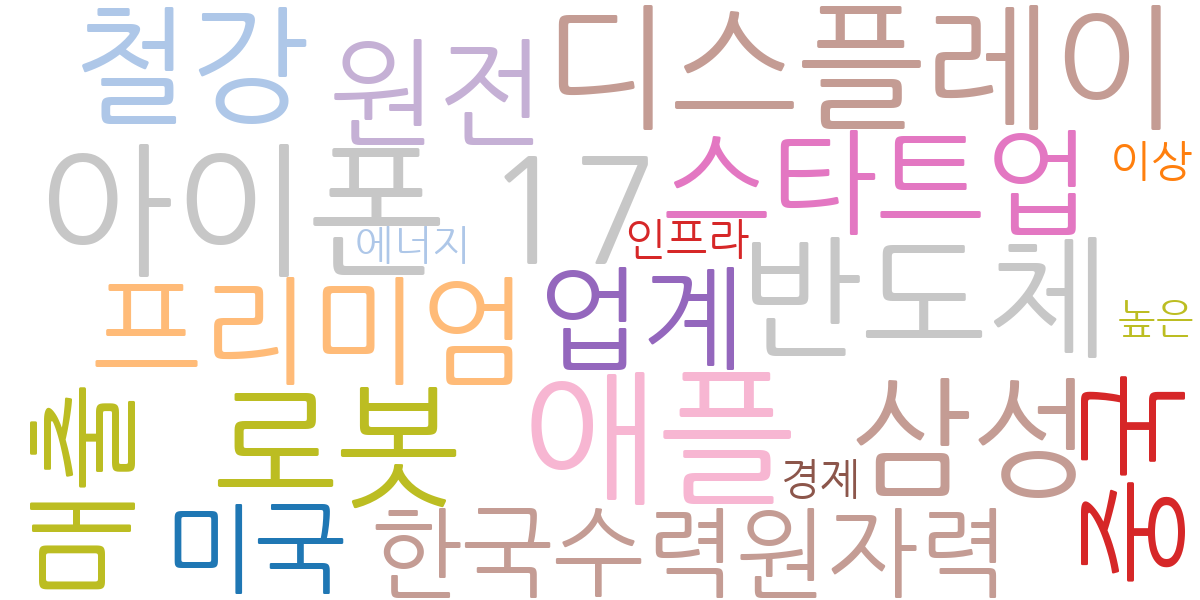 철강
원전
디스플레이
아이폰 17
스타트업
이상
에너지
인프라
프리미엄
업계
반도체
높은
매출
로봇
애플
삼성
중국
경제
미국
한국수력원자력